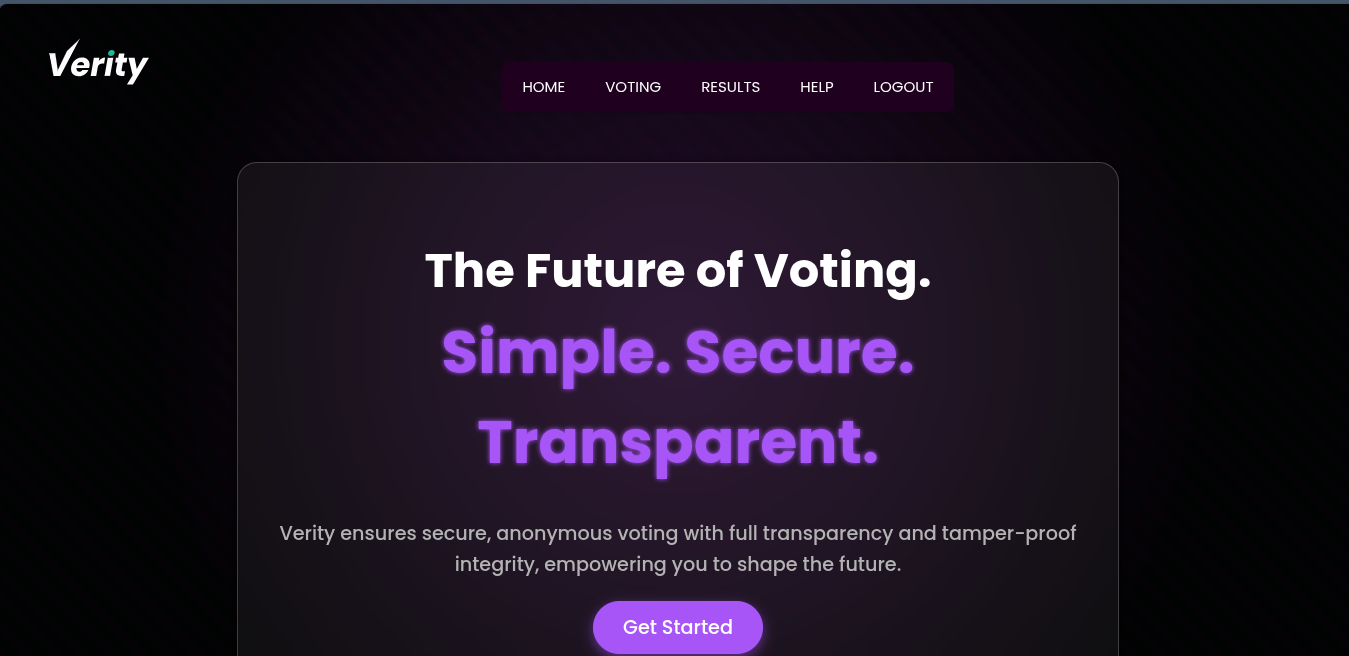 Verity
HOME VOTING RESULTS HELP LOGOUT
The Future of Voting.
Simple. Secure.
Transparent.
Verity ensures secure, anonymous voting with full transparency and tamper-proof
integrity, empowering you to shape the future.
Get Started